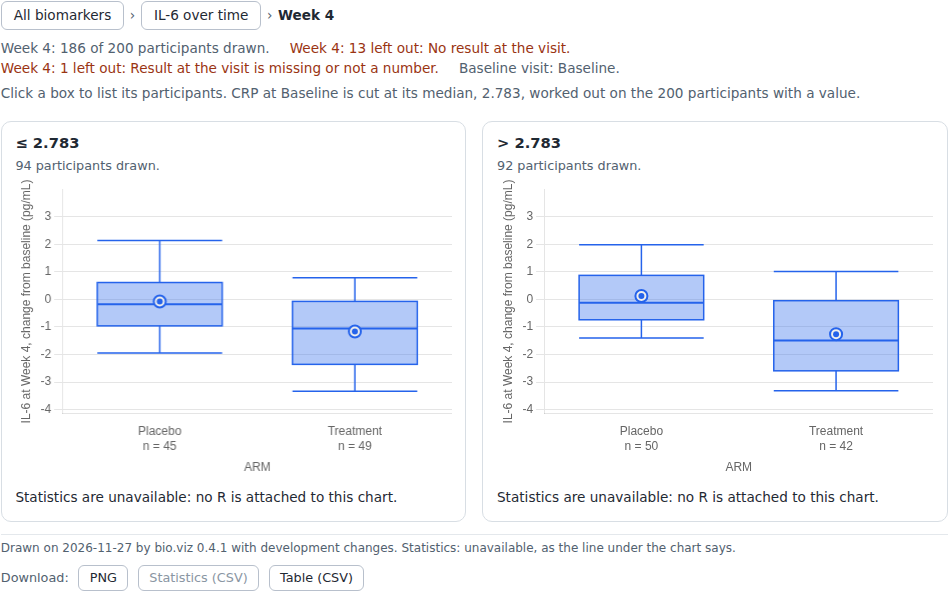 All biomarkers › IL-6 over time › Week 4
Week 4: 186 of 200 participants drawn. Week 4: 13 left out: No result at the visit.
Week 4: 1 left out: Result at the visit is missing or not a number. Baseline visit: Baseline.
Click a box to list its participants. CRP at Baseline is cut at its median, 2.783, worked out on the 200 participants with a value.
≤ 2.783
94 participants drawn.
IL-6 at Week 4, change from baseline (pg/mL)
3
2
1
0
-1
-2
-3
-4
Placebo
n = 45
Treatment
n = 49
ARM
Statistics are unavailable: no R is attached to this chart.
> 2.783
92 participants drawn.
IL-6 at Week 4, change from baseline (pg/mL)
3
2
1
0
-1
-2
-3
-4
Placebo
n = 50
Treatment
n = 42
ARM
Statistics are unavailable: no R is attached to this chart.
Drawn on 2026-11-27 by bio.viz 0.4.1 with development changes. Statistics: unavailable, as the line under the chart says.
Download: PNG Statistics (CSV) Table (CSV)